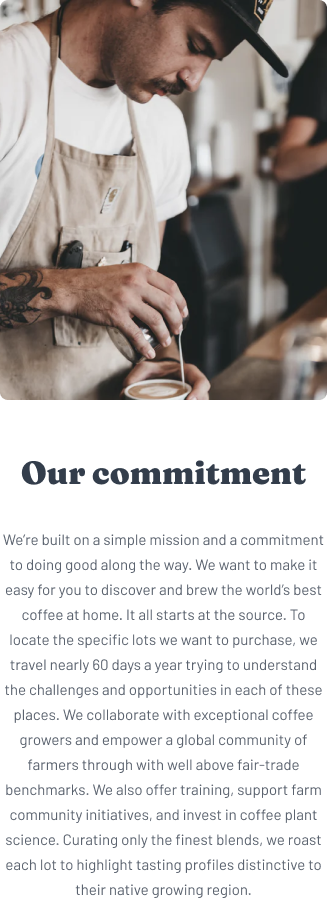 Our commitment
We’re built on a simple mission and a commitment
to doing good along the way. We want to make it
easy for you to discover and brew the world’s best
coffee at home. It all starts at the source. To
locate the specific lots we want to purchase, we
travel nearly 60 days a year trying to understand
the challenges and opportunities in each of these
places. We collaborate with exceptional coffee
growers and empower a global community of
farmers through with well above fair-trade
benchmarks. We also offer training, support farm
community initiatives, and invest in coffee plant
science. Curating only the finest blends, we roast
each lot to highlight tasting profiles distinctive to
their native growing region.